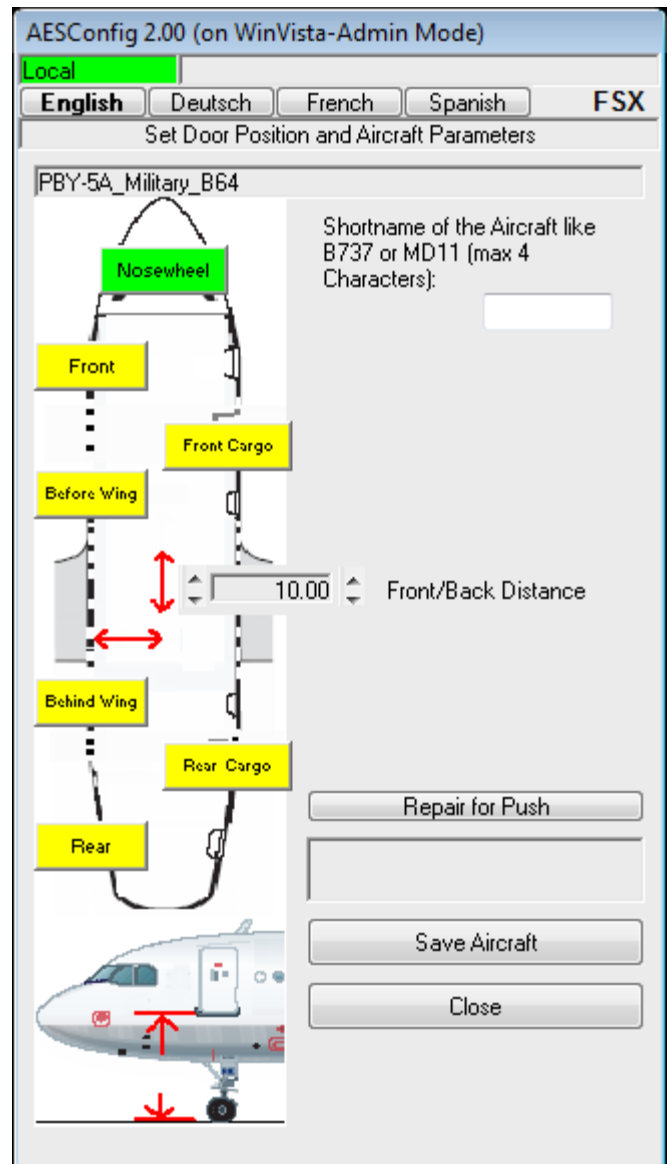 AESConfig 2.00 (on WinVista-Admin Mode)
Local
English Deutsch French Spanish FSX
Set Door Position and Aircraft Parameters
PBY-5A_Military_B64
Shortname of the Aircraft like
B737 or MD11 (max 4
Characters):
Nosewheel
Front
Front Cargo
Before Wing
10.00 Front/Back Distance
Behind Wing
Rear Cargo
Repair for Push
Rear
Save Aircraft
Close